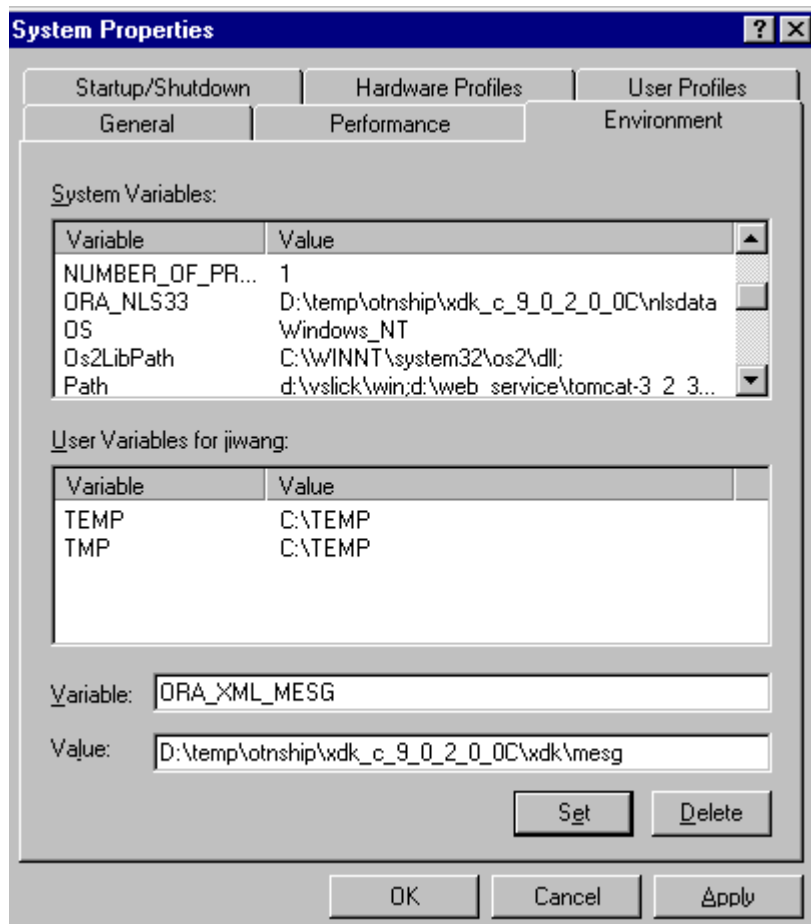 System Properties
Startup/Shutdown Hardware Profiles User Profiles
General Performance Environment
System Variables:
Variable Value
NUMBER_OF_PR... 1
ORA_NLS33 D:\temp\otnship\xdk_c_9_0_2_0_0C\nlsdata
OS Windows_NT
Os2LibPath C:\WINNT\system32\os2\dll;
Path d:\vslick\win;d:\web_service\tomcat-3_2_3...
User Variables for jiwang:
Variable Value
TEMP C:\TEMP
TMP C:\TEMP
Variable: ORA_XML_MESG
Value: D:\temp\otnship\xdk_c_9_0_2_0_0C\xdk\mesg
Set Delete
OK Cancel Apply